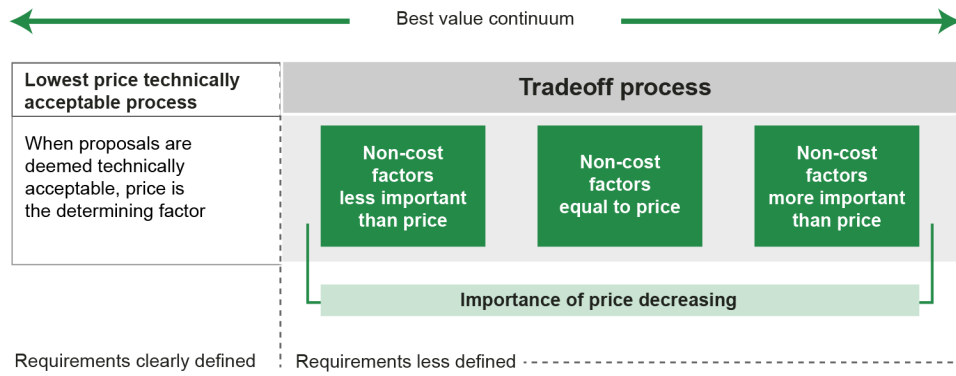 Best value continuum
Lowest price technically
acceptable process
Tradeoff process
When proposals are
deemed technically
acceptable, price is
the determining factor
Non-cost
factors
less important
than price
Non-cost
factors
equal to price
Non-cost
factors
more important
than price
Importance of price decreasing
Requirements clearly defined
Requirements less defined